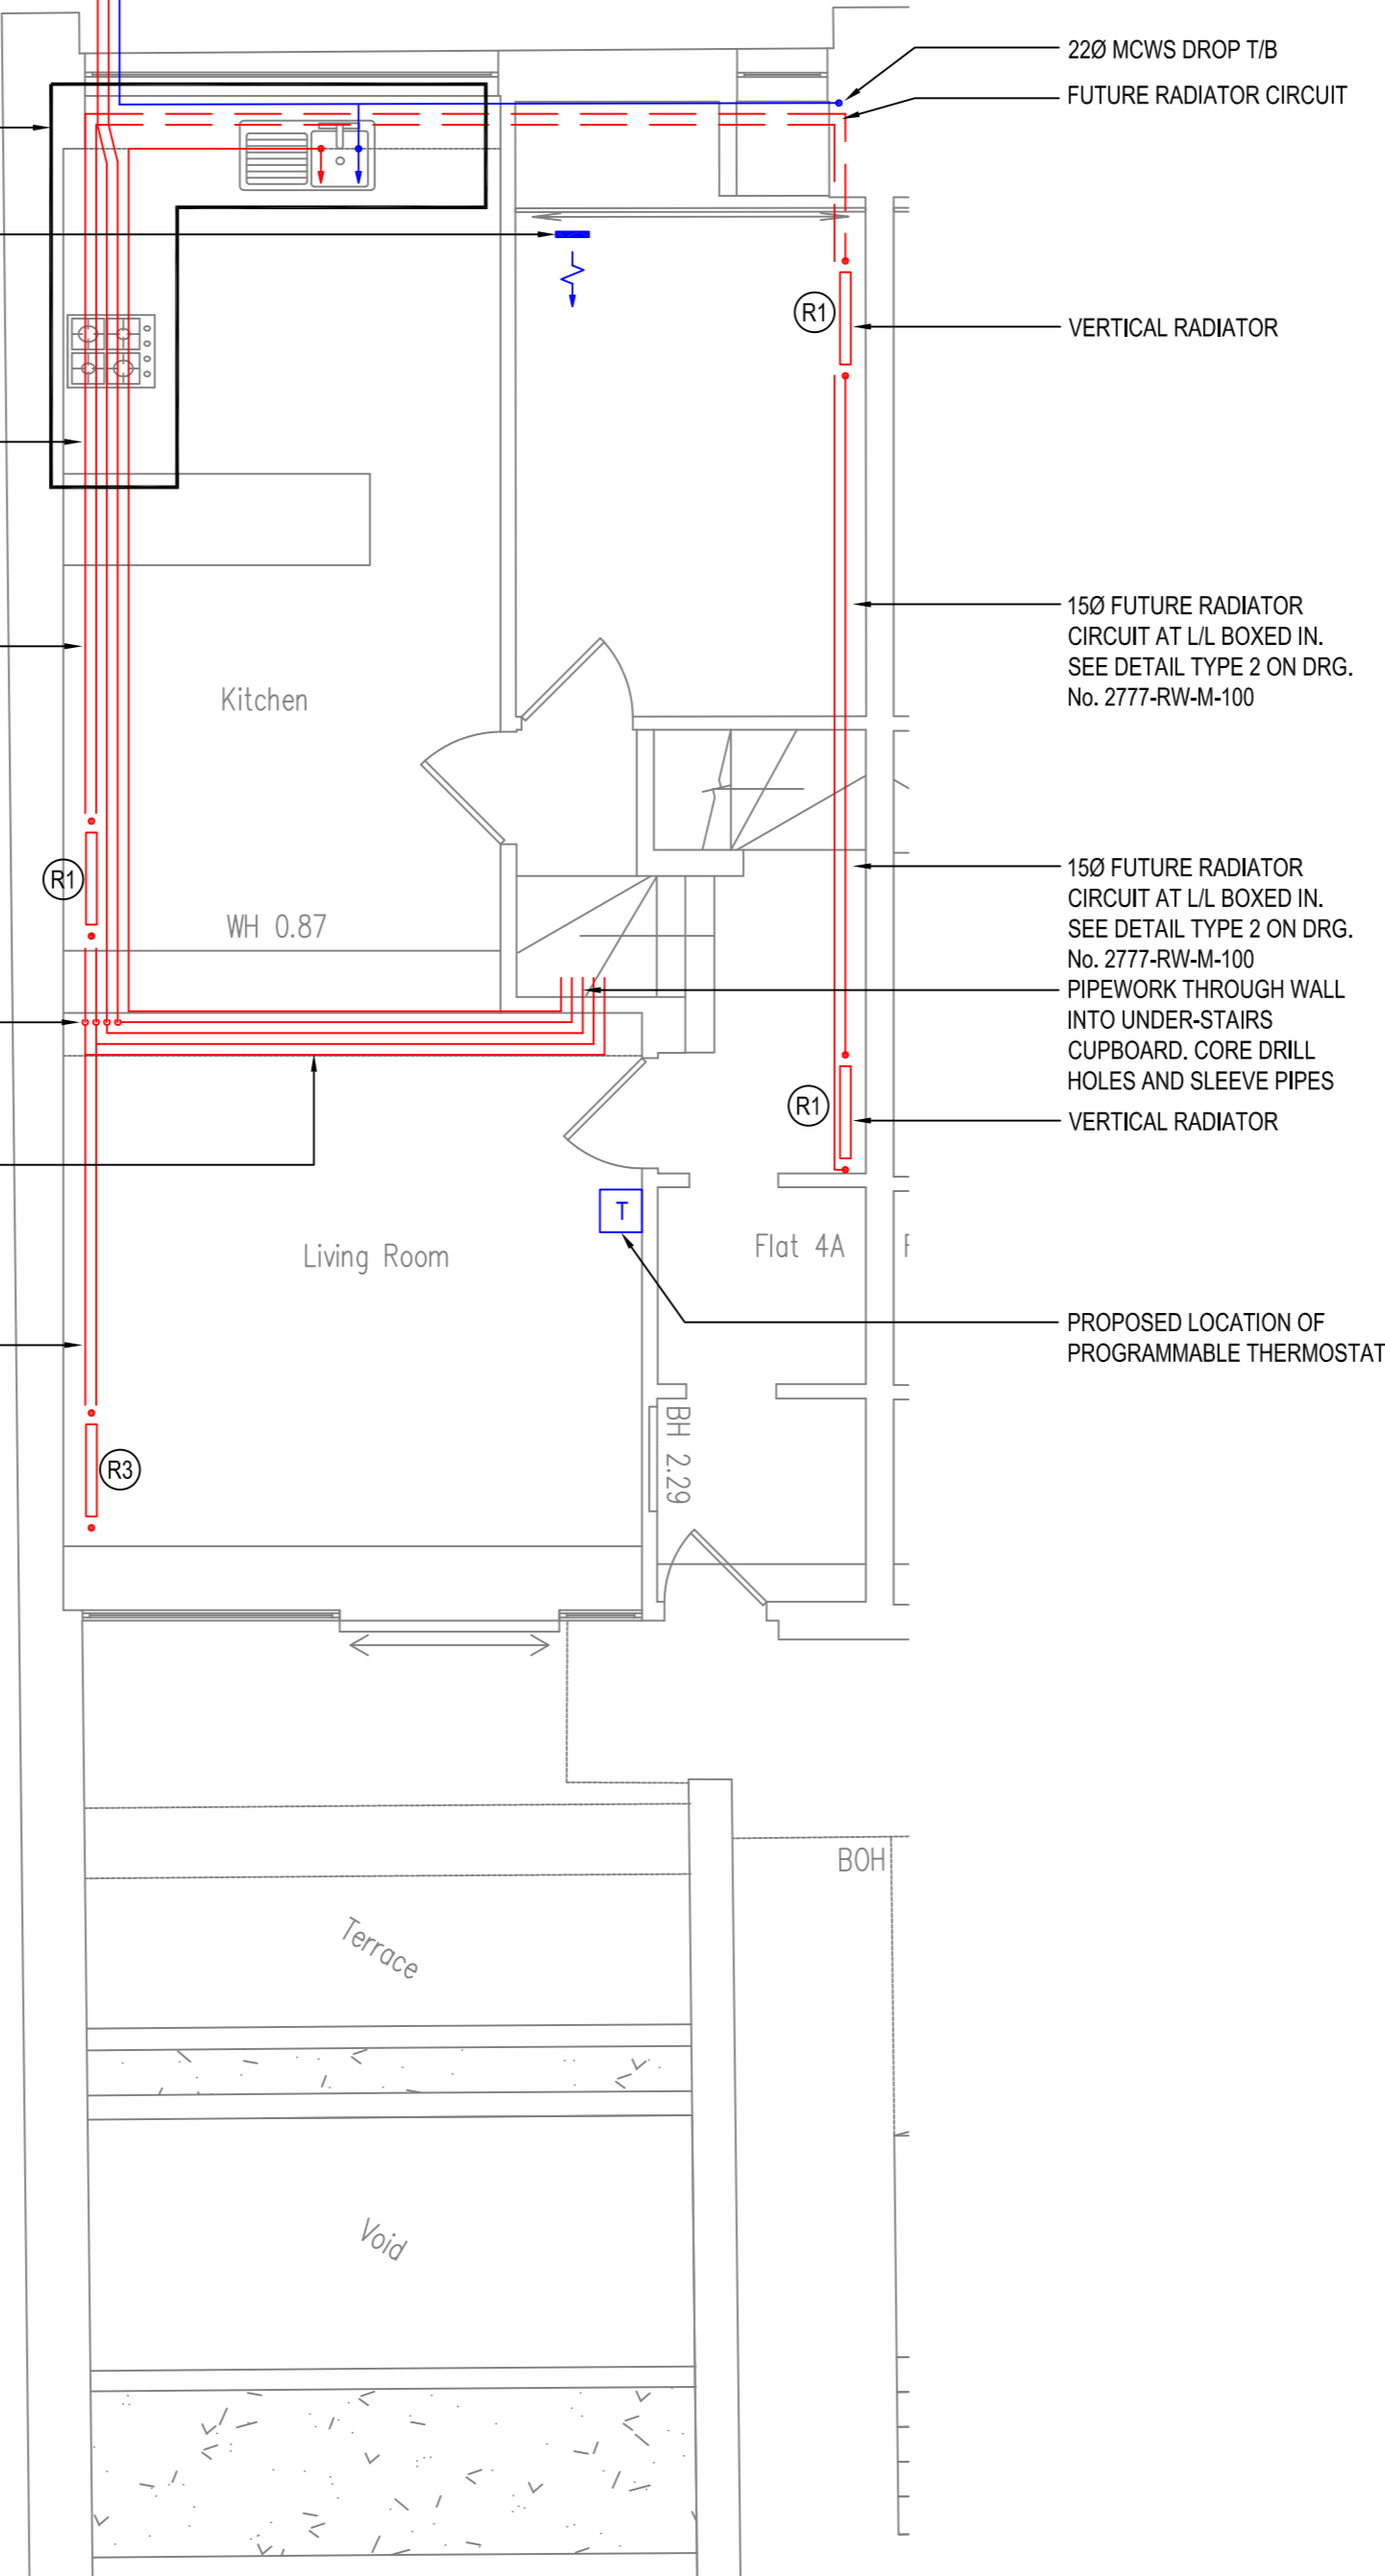 22Ø MCWS DROP T/B
FUTURE RADIATOR CIRCUIT
R1
VERTICAL RADIATOR
15Ø FUTURE RADIATOR
CIRCUIT AT L/L BOXED IN.
SEE DETAIL TYPE 2 ON DRG.
No. 2777-RW-M-100
Kitchen
R1
WH 0.87
15Ø FUTURE RADIATOR
CIRCUIT AT L/L BOXED IN.
SEE DETAIL TYPE 2 ON DRG.
No. 2777-RW-M-100
PIPEWORK THROUGH WALL
INTO UNDER-STAIRS
CUPBOARD. CORE DRILL
HOLES AND SLEEVE PIPES
R1
VERTICAL RADIATOR
T
Living Room
Flat 4A
PROPOSED LOCATION OF
PROGRAMMABLE THERMOSTAT
BH 2.29
R3
BOH
Terrace
Void